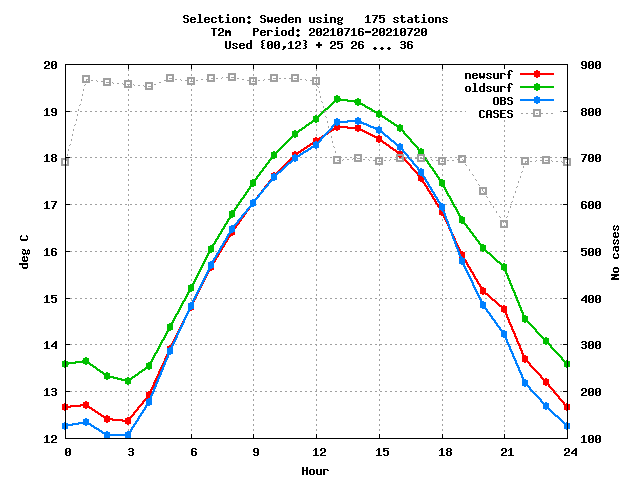 Selection: Sweden using   175 stations
T2m   Period: 20210716-20210720
Used {00,12} + 25 26 ... 36
newsurf
oldsurf
OBS
CASES
deg C
20
19
18
17
16
15
14
13
12
No cases
900
800
700
600
500
400
300
200
100
0 3 6 9 12 15 18 21 24
Hour